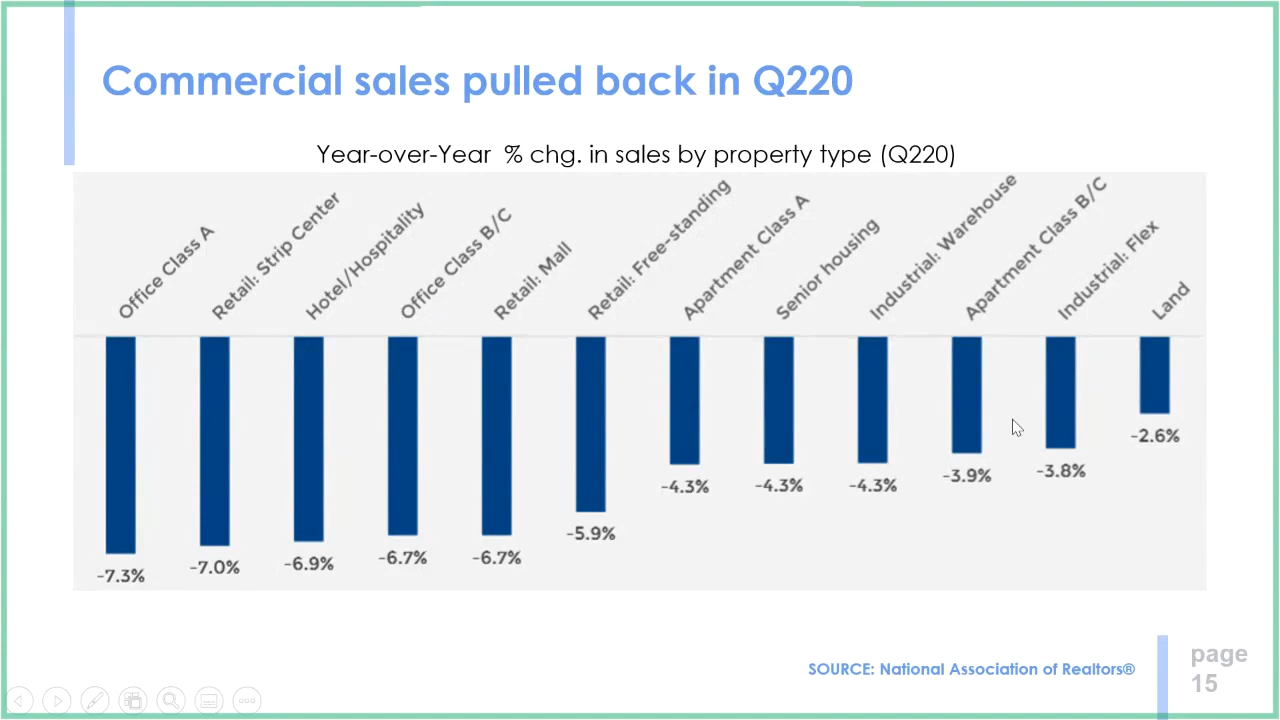 Commercial sales pulled back in Q220
Year-over-Year % chg. in sales by property type (Q220)
Office Class A
Retail: Strip Center
Hotel/Hospitality
Office Class B/C
Retail: Mall
Retail: Free-standing
Apartment Class A
Senior housing
Industrial: Warehouse
Apartment Class B/C
Industrial: Flex
Land
-7.3%
-7.0%
-6.9%
-6.7%
-6.7%
-5.9%
-4.3%
-4.3%
-4.3%
-3.9%
-3.8%
-2.6%
SOURCE: National Association of Realtors®
page
15